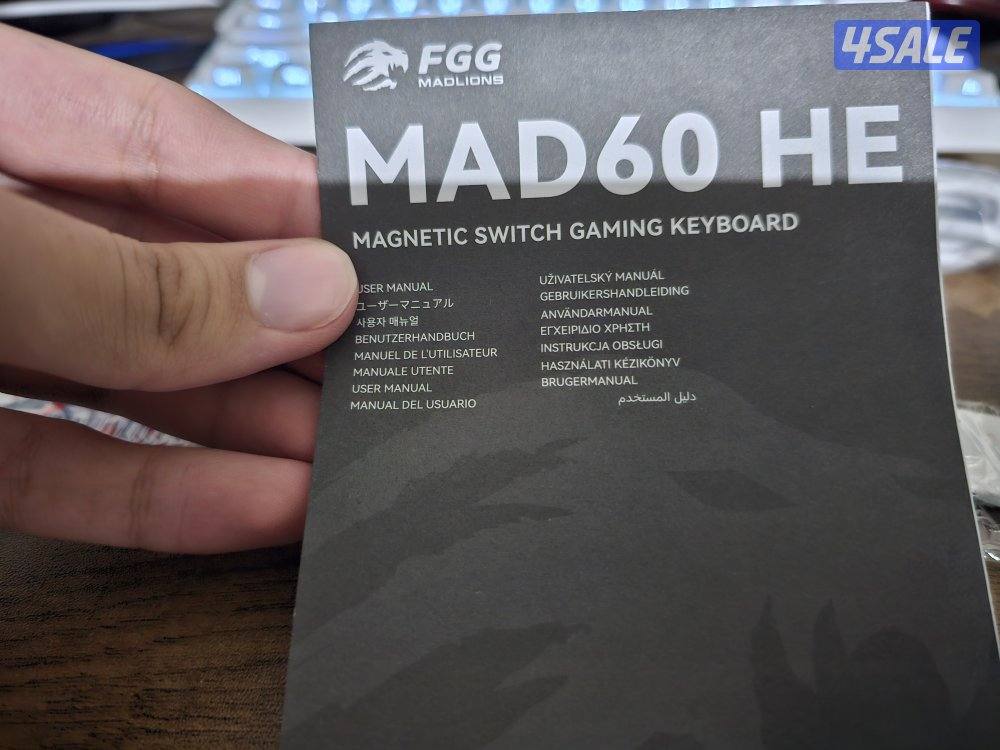 4SALE
FGG
MADLIONS
MAD60 HE
MAGNETIC SWITCH GAMING KEYBOARD
USER MANUAL
ユーザーマニュアル
사용자 매뉴얼
BENUTZERHANDBUCH
MANUEL DE L'UTILISATEUR
MANUALE UTENTE
USER MANUAL
MANUAL DEL USUARIO
UŽIVATELSKÝ MANUÁL
GEBRUIKERSHANDLEIDING
ANVÄNDARMANUAL
ΕΓΧΕΙΡΙΔΙΟ ΧΡΗΣΤΗ
INSTRUKCJA OBSŁUGI
HASZNÁLATI KÉZIKÖNYV
BRUGERMANUAL
دليل المستخدم